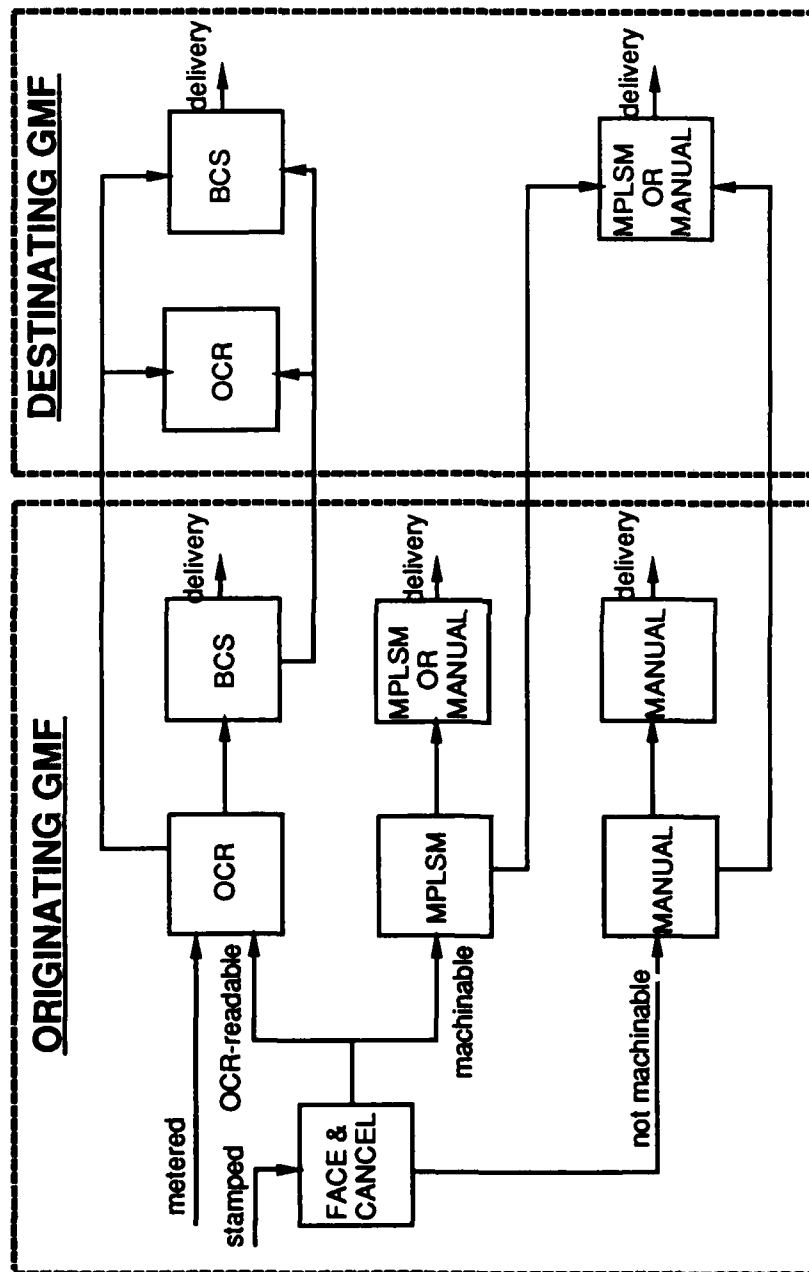 ORIGINATING GMF
metered
stamped
OCR-readable
FACE &
CANCEL
machinable
not machinable
OCR
BCS
delivery
MPLSM
MPLSM
OR
MANUAL
delivery
MANUAL
MANUAL
delivery
DESTINATING GMF
OCR
BCS
delivery
MPLSM
OR
MANUAL
delivery